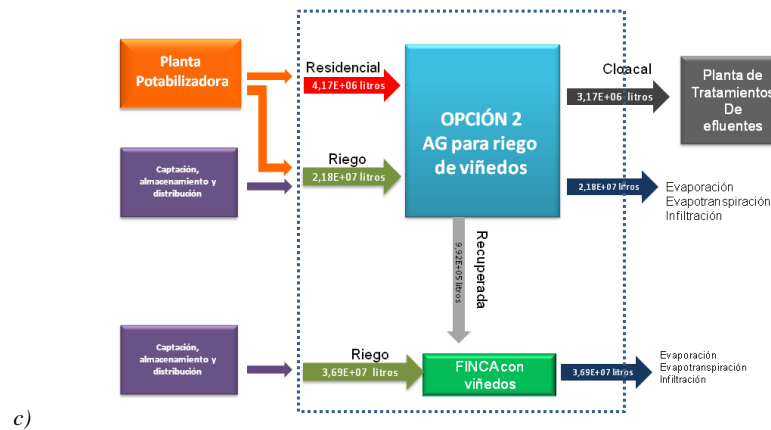 Planta
Potabilizadora
Residencial
4,17E+06 litros
OPCIÓN 2
AG para riego
de viñedos
Cloacal
3,17E+06 litros
Planta de
Tratamientos
De
efluentes
Captación,
almacenamiento y
distribución
Riego
2,18E+07 litros
2,18E+07 litros
Evaporación
Evapotranspiración
Infiltración
Recuperada
9,92E+05 litros
Captación,
almacenamiento y
distribución
Riego
3,69E+07 litros
FINCA con
viñedos
3,69E+07 litros
Evaporación
Evapotranspiración
Infiltración
c)